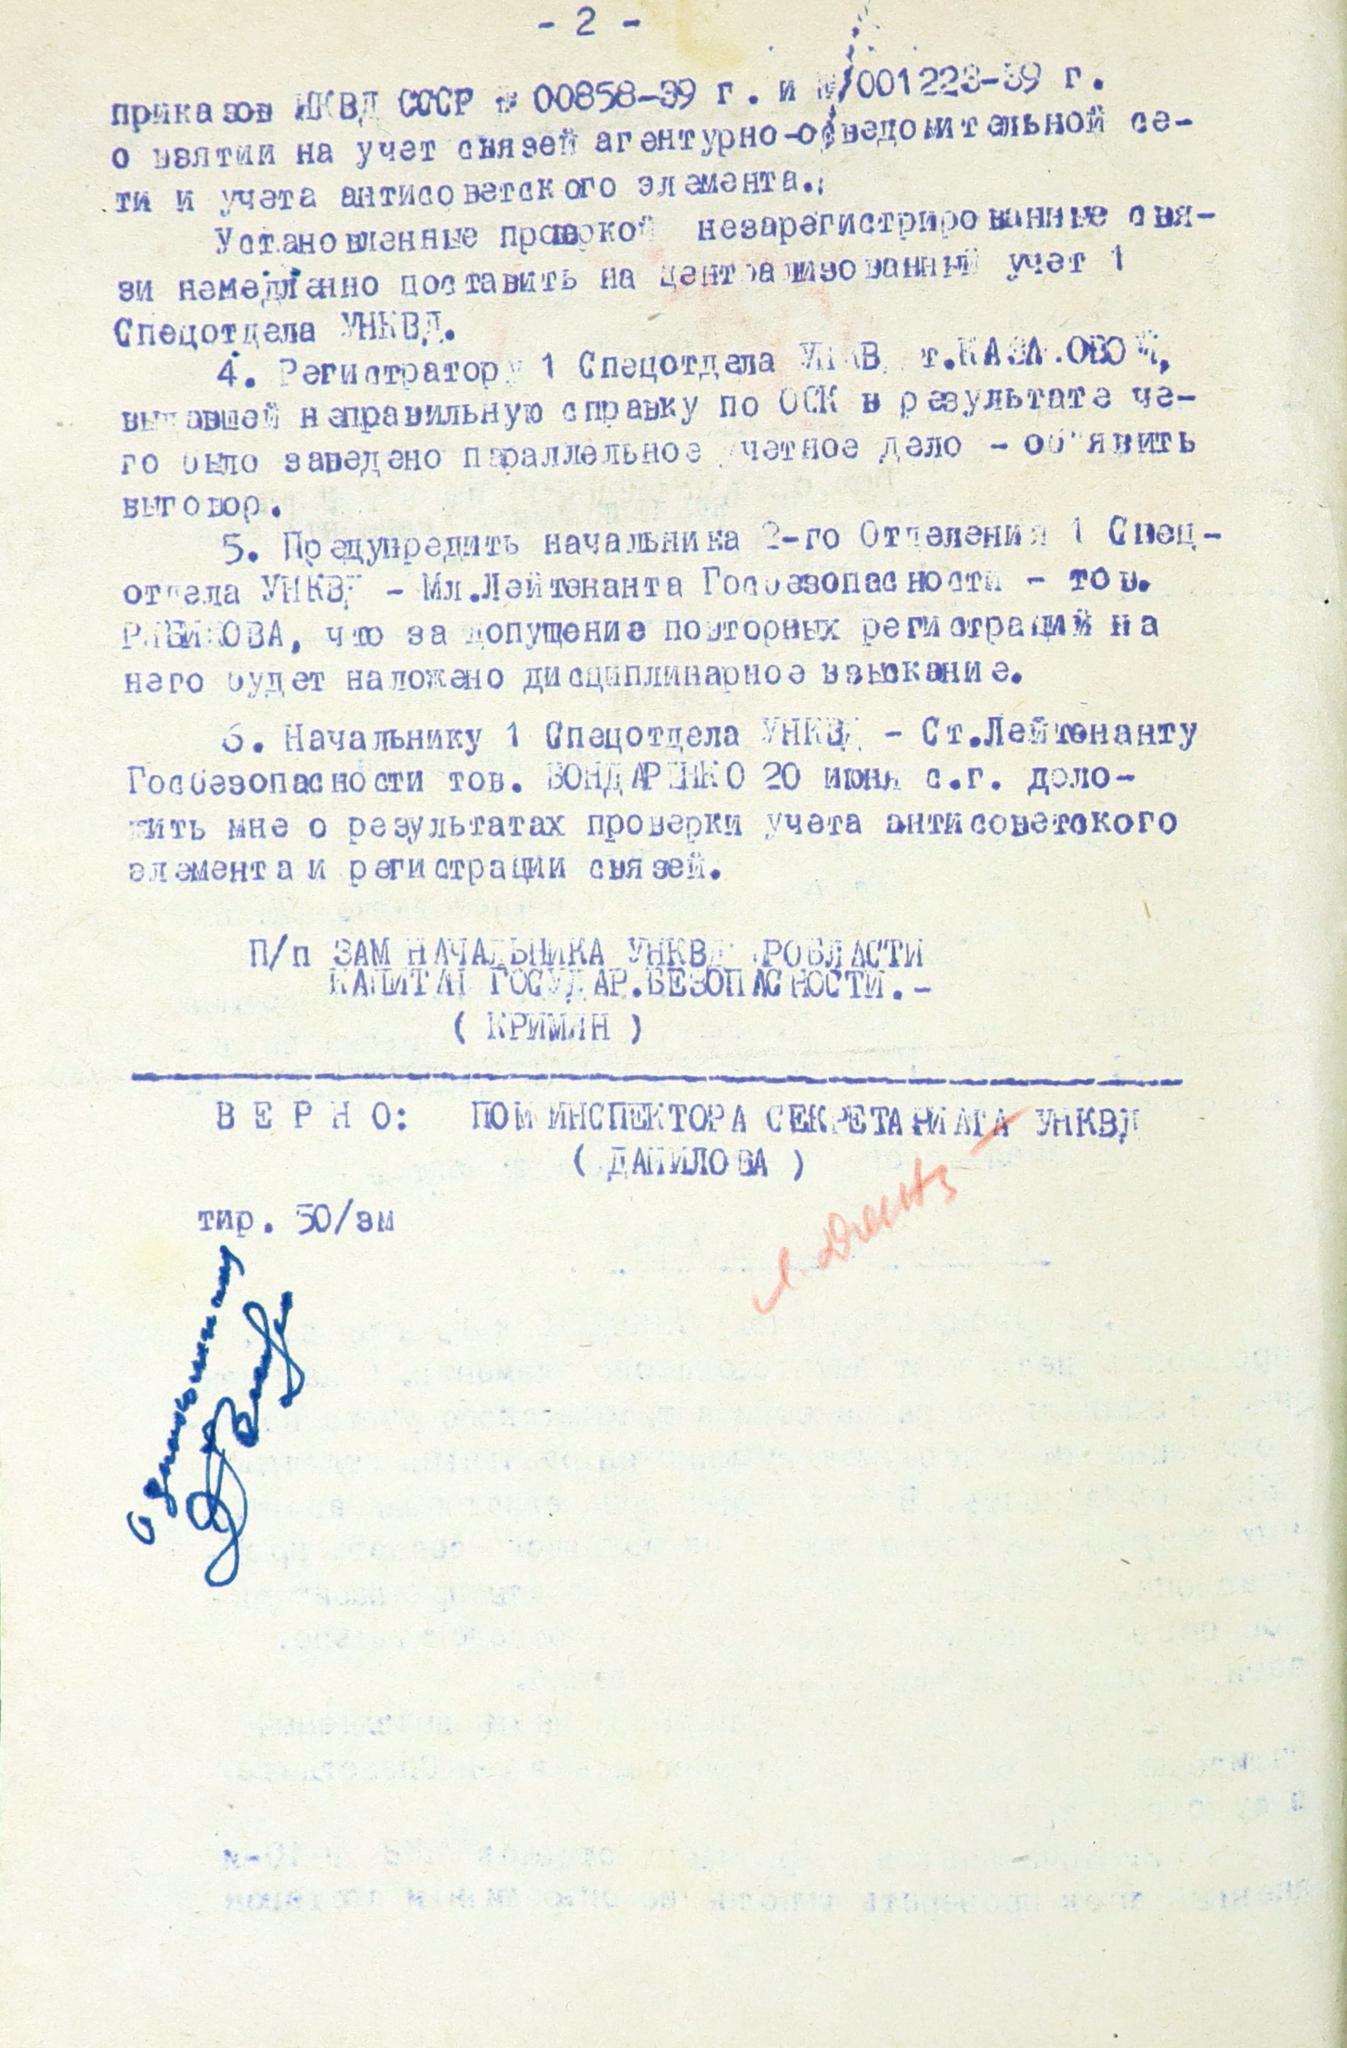 - 2 -
приказов НКВД СССР № 00858-39 г. и №/001223-39 г.
о взятии на учет связей агентурно-осведомительной се-
ти и учета антисоветского элемента.
Установленные проверкой незарегистрированные свя-
зи немедленно поставить на централизованный учет 1
Спецотдела УНКВД.
4. Регистратору 1 Спецотдела УНКВД т.
выдавшей неправильную справку по ОСК в результате че-
го было заведено параллельное учетное дело - об"явить
выговор.
5. Предупредить начальника 2-го Отделения 1 Спец-
отдела УНКВД - Мл.Лейтенанта Госбезопасности - тов.
РЯБИКОВА, что за допущение повторных регистраций на
него будет наложено дисциплинарное взыскание.
6. Начальнику 1 Спецотдела УНКВД - Ст.Лейтенанту
Госбезопасности тов. БОНДАРЕНКО 20 июня с.г. доло-
жить мне о результатах проверки учета антисоветского
элемента и регистрации связей.
П/п ЗАМ НАЧАЛЬНИКА УНКВД ОБЛАСТИ
КАПИТАН ГОСУДАР.БЕЗОПАСНОСТИ.-
( КРИМЯН )
ВЕРНО: ПОМ ИНСПЕКТОРА СЕКРЕТАРИАТА УНКВД
( ДАНИЛОВА )
тир. 50/зм